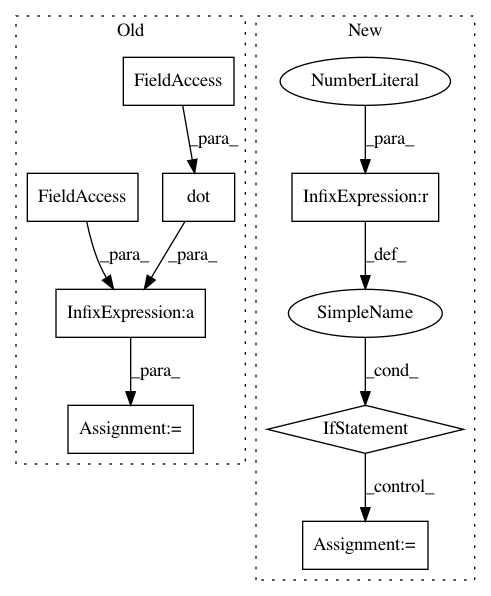 Old
New
FieldAccess
NumberLiteral
_para_
_para_
FieldAccess
dot
InfixExpression:r
_para_
_para_
_def_
InfixExpression:a
SimpleName
_para_
_cond_
Assignment:=
IfStatement
_control_
Assignment:=